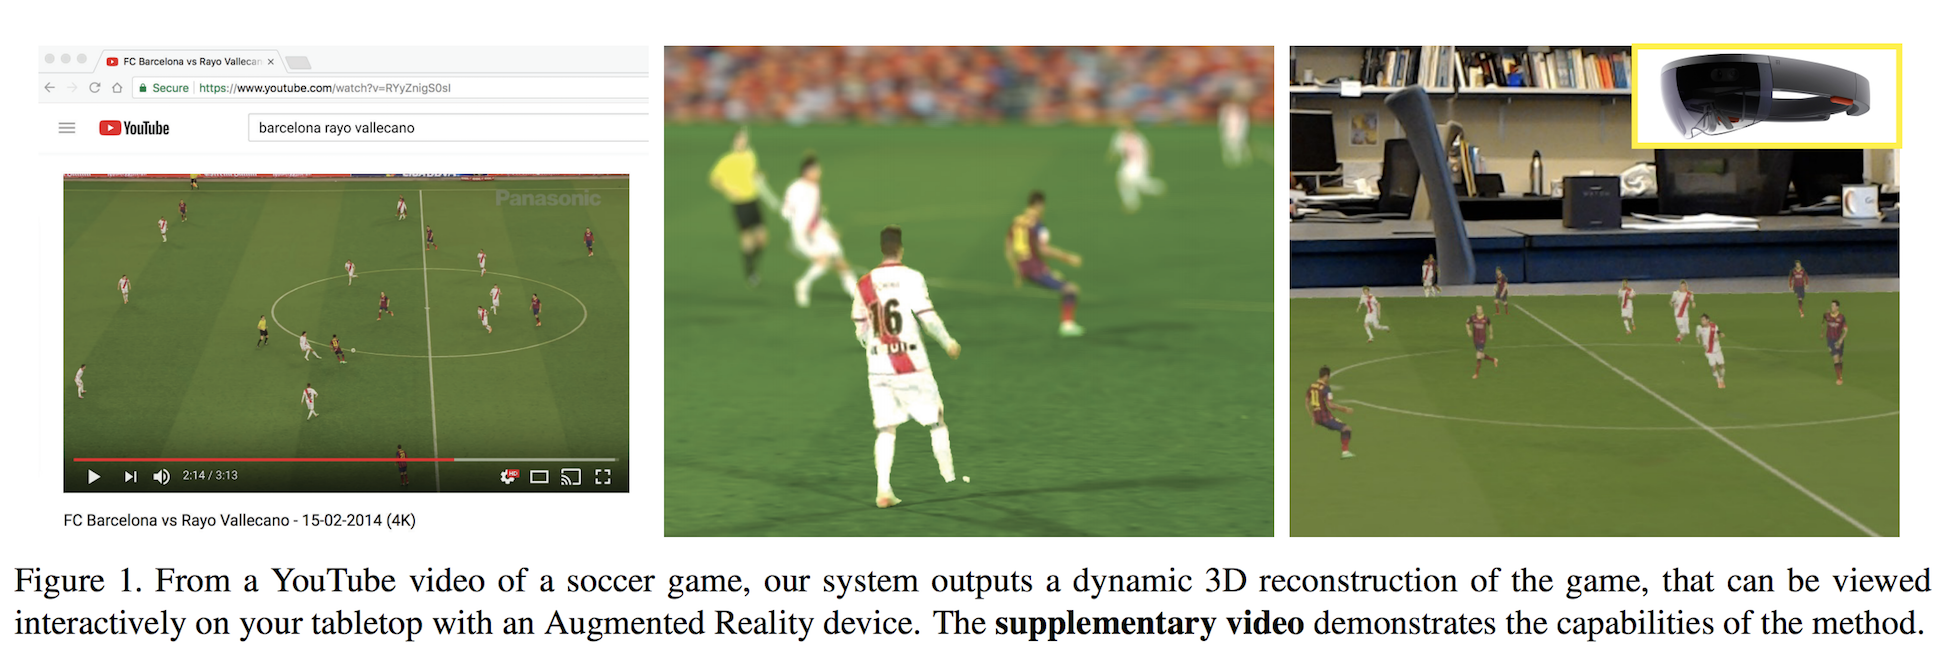 FC Barcelona vs Rayo Vallecan
Secure https://www.youtube.com/watch?v=RYyZnigS0sI
YouTube
barcelona rayo vallecano
Panasonic
2:14 / 3:13
HD
FC Barcelona vs Rayo Vallecano - 15-02-2014 (4K)
16
11
Go
Figure 1. From a YouTube video of a soccer game, our system outputs a dynamic 3D reconstruction of the game, that can be viewed
interactively on your tabletop with an Augmented Reality device. The supplementary video demonstrates the capabilities of the method.